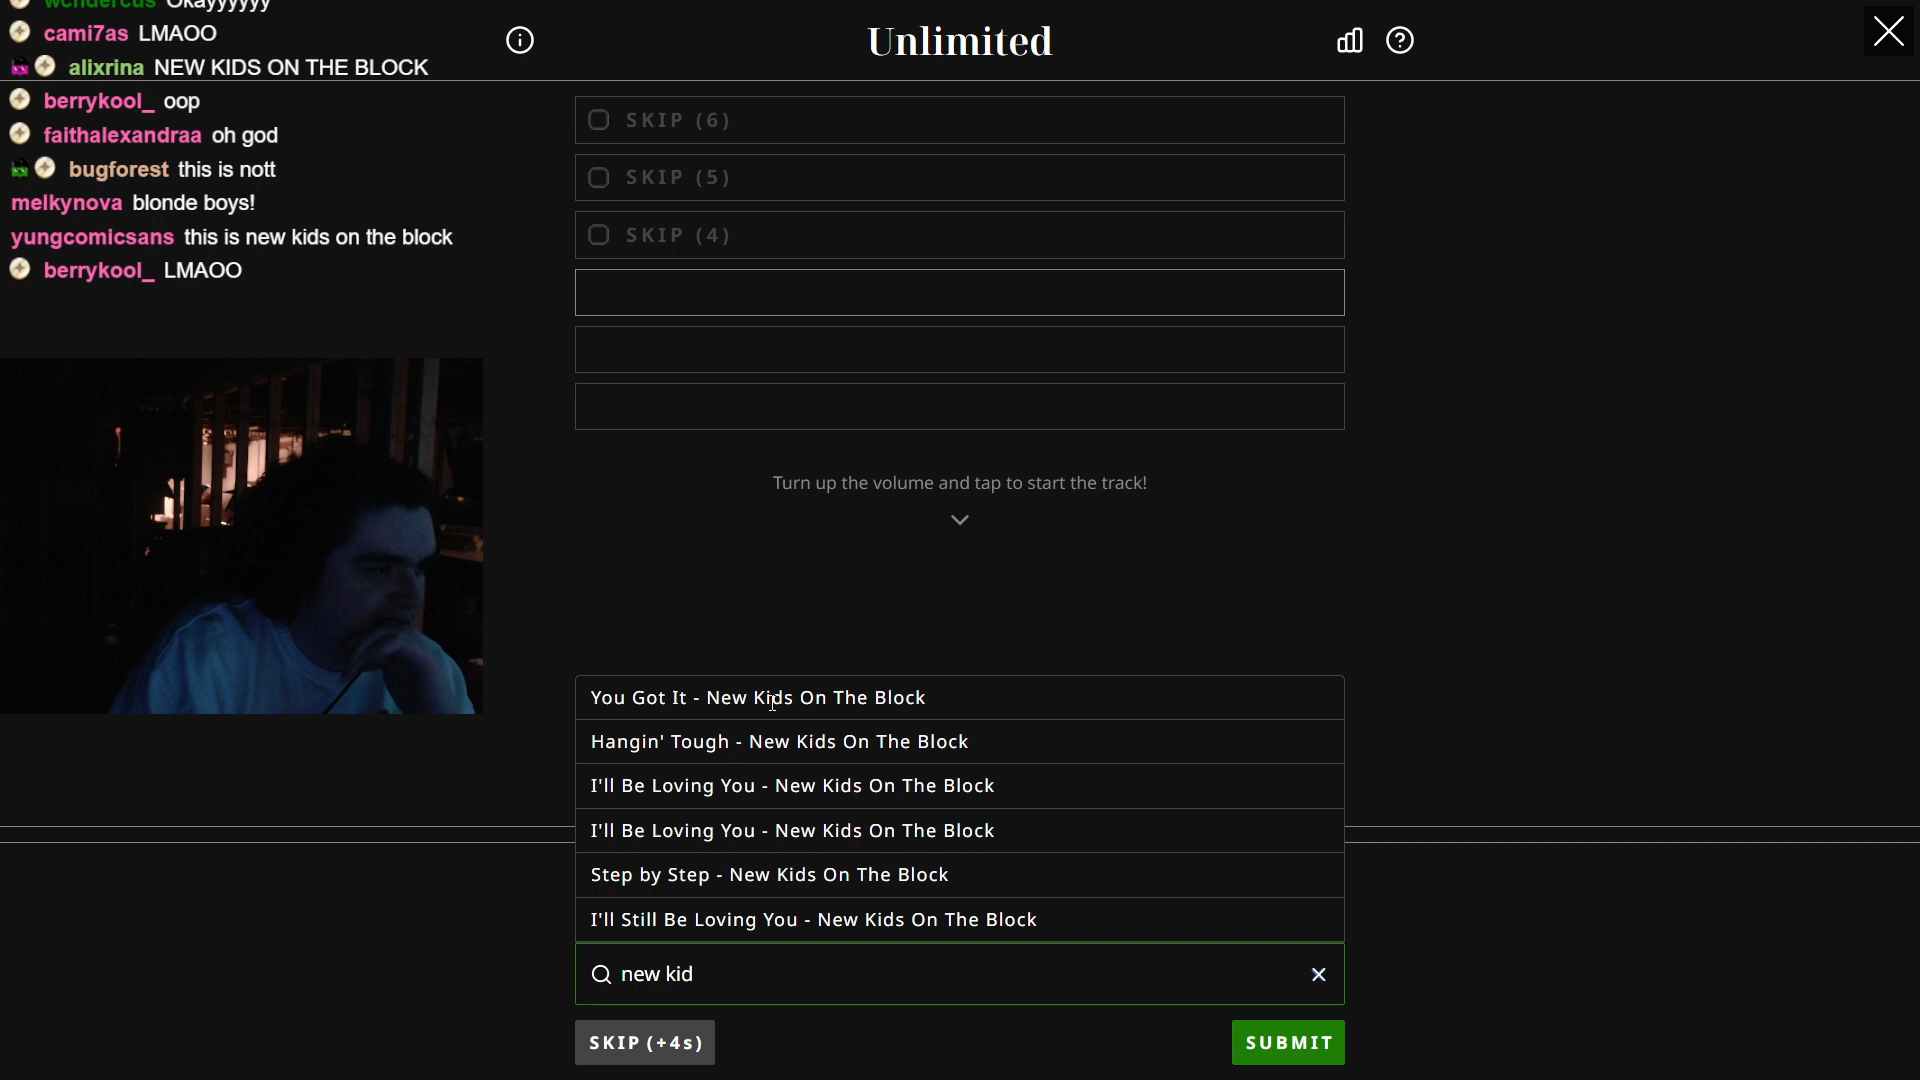 wcndercus Okayyyyyy
cami7as LMAOO
alixrina NEW KIDS ON THE BLOCK
berrykool_ oop
faithalexandraa oh god
bugforest this is nott
melkynova blonde boys!
yungcomicsans this is new kids on the block
berrykool_ LMAOO
Unlimited
SKIP (6)
SKIP (5)
SKIP (4)
Turn up the volume and tap to start the track!
You Got It - New Kids On The Block
Hangin' Tough - New Kids On The Block
I'll Be Loving You - New Kids On The Block
I'll Be Loving You - New Kids On The Block
Step by Step - New Kids On The Block
I'll Still Be Loving You - New Kids On The Block
new kid
SKIP (+4s)
SUBMIT